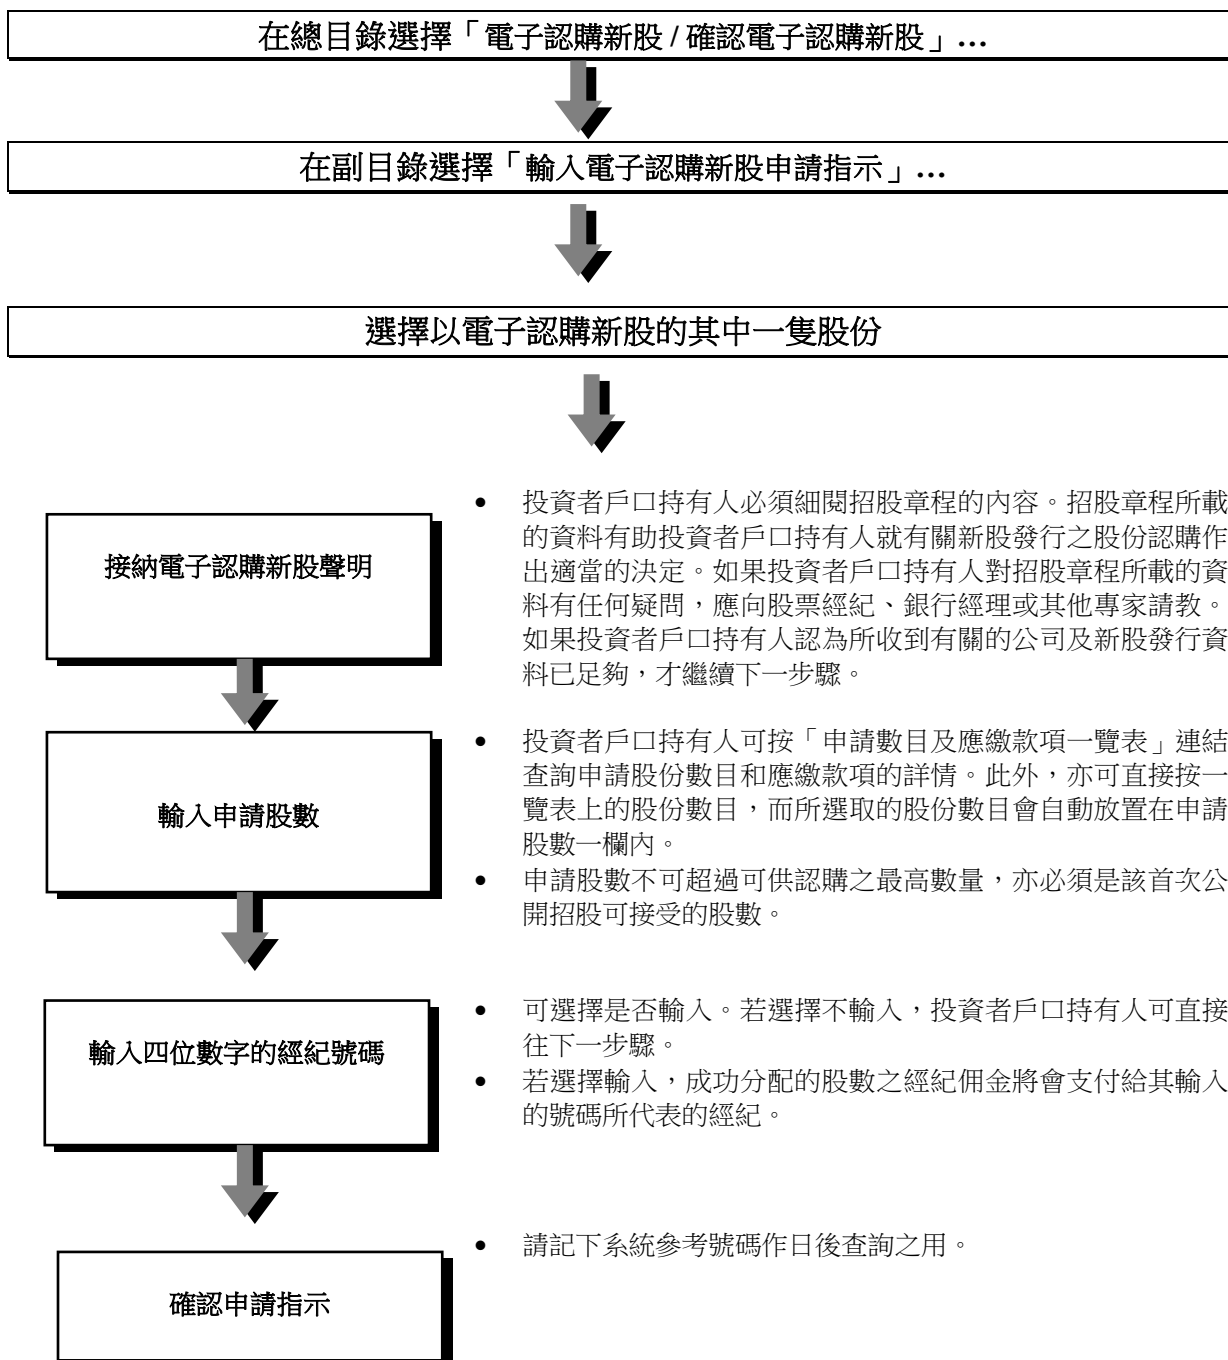 在總目錄選擇「電子認購新股 / 確認電子認購新股」...
在副目錄選擇「輸入電子認購新股申請指示」...
選擇以電子認購新股的其中一隻股份
接納電子認購新股聲明
• 投資者戶口持有人必須細閱招股章程的內容。招股章程所載
的資料有助投資者戶口持有人就有關新股發行之股份認購作
出適當的決定。如果投資者戶口持有人對招股章程所載的資
料有任何疑問，應向股票經紀、銀行經理或其他專家請教。
如果投資者戶口持有人認為所收到有關的公司及新股發行資
料已足夠，才繼續下一步驟。
輸入申請股數
• 投資者戶口持有人可按「申請數目及應繳款項一覽表」連結
查詢申請股份數目和應繳款項的詳情。此外，亦可直接按一
覽表上的股份數目，而所選取的股份數目會自動放置在申請
股數一欄內。
• 申請股數不可超過可供認購之最高數量，亦必須是該首次公
開招股可接受的股數。
輸入四位數字的經紀號碼
• 可選擇是否輸入。若選擇不輸入，投資者戶口持有人可直接
往下一步驟。
• 若選擇輸入，成功分配的股數之經紀佣金將會支付給其輸入
的號碼所代表的經紀。
確認申請指示
• 請記下系統參考號碼作日後查詢之用。